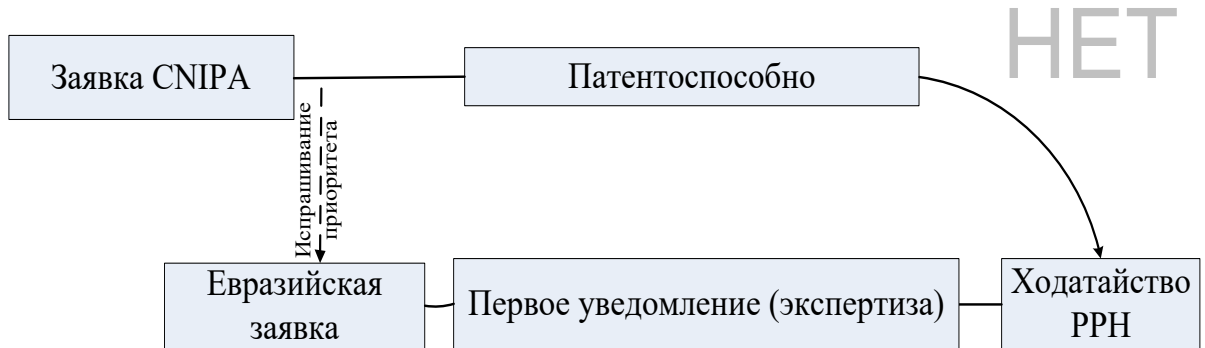 НЕТ
Заявка CNIPA
Патентоспособно
Испрашивание
приоритета
Евразийская
заявка
Первое уведомление (экспертиза)
Ходатайство
PPH